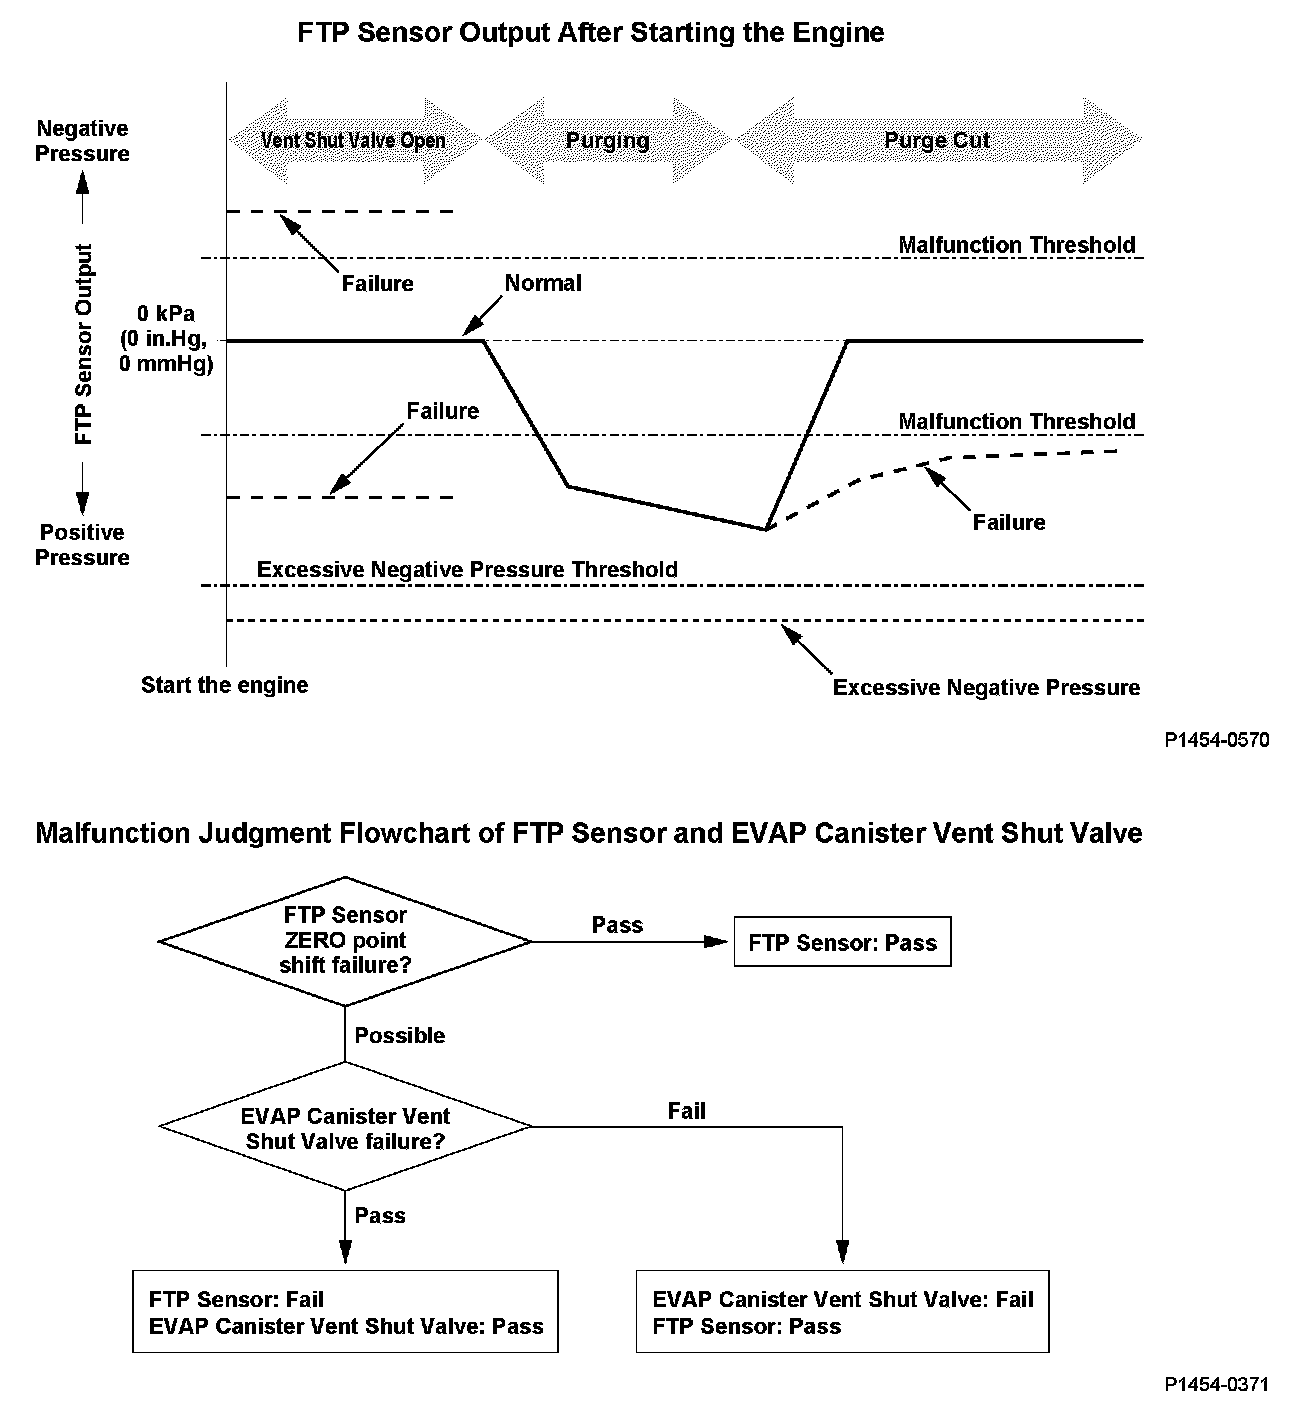 FTP Sensor Output After Starting the Engine
Negative
Pressure
Vent Shut Valve Open
Purging
Purge Cut
Malfunction Threshold
Failure
Normal
FTP Sensor Output
0 kPa
(0 in.Hg,
0 mmHg)
Failure
Malfunction Threshold
Failure
Positive
Pressure
Excessive Negative Pressure Threshold
Start the engine
Excessive Negative Pressure
P1454-0570
Malfunction Judgment Flowchart of FTP Sensor and EVAP Canister Vent Shut Valve
FTP Sensor
ZERO point
shift failure?
Pass
FTP Sensor: Pass
Possible
EVAP Canister Vent
Shut Valve failure?
Fail
Pass
FTP Sensor: Fail
EVAP Canister Vent Shut Valve: Pass
EVAP Canister Vent Shut Valve: Fail
FTP Sensor: Pass
P1454-0371